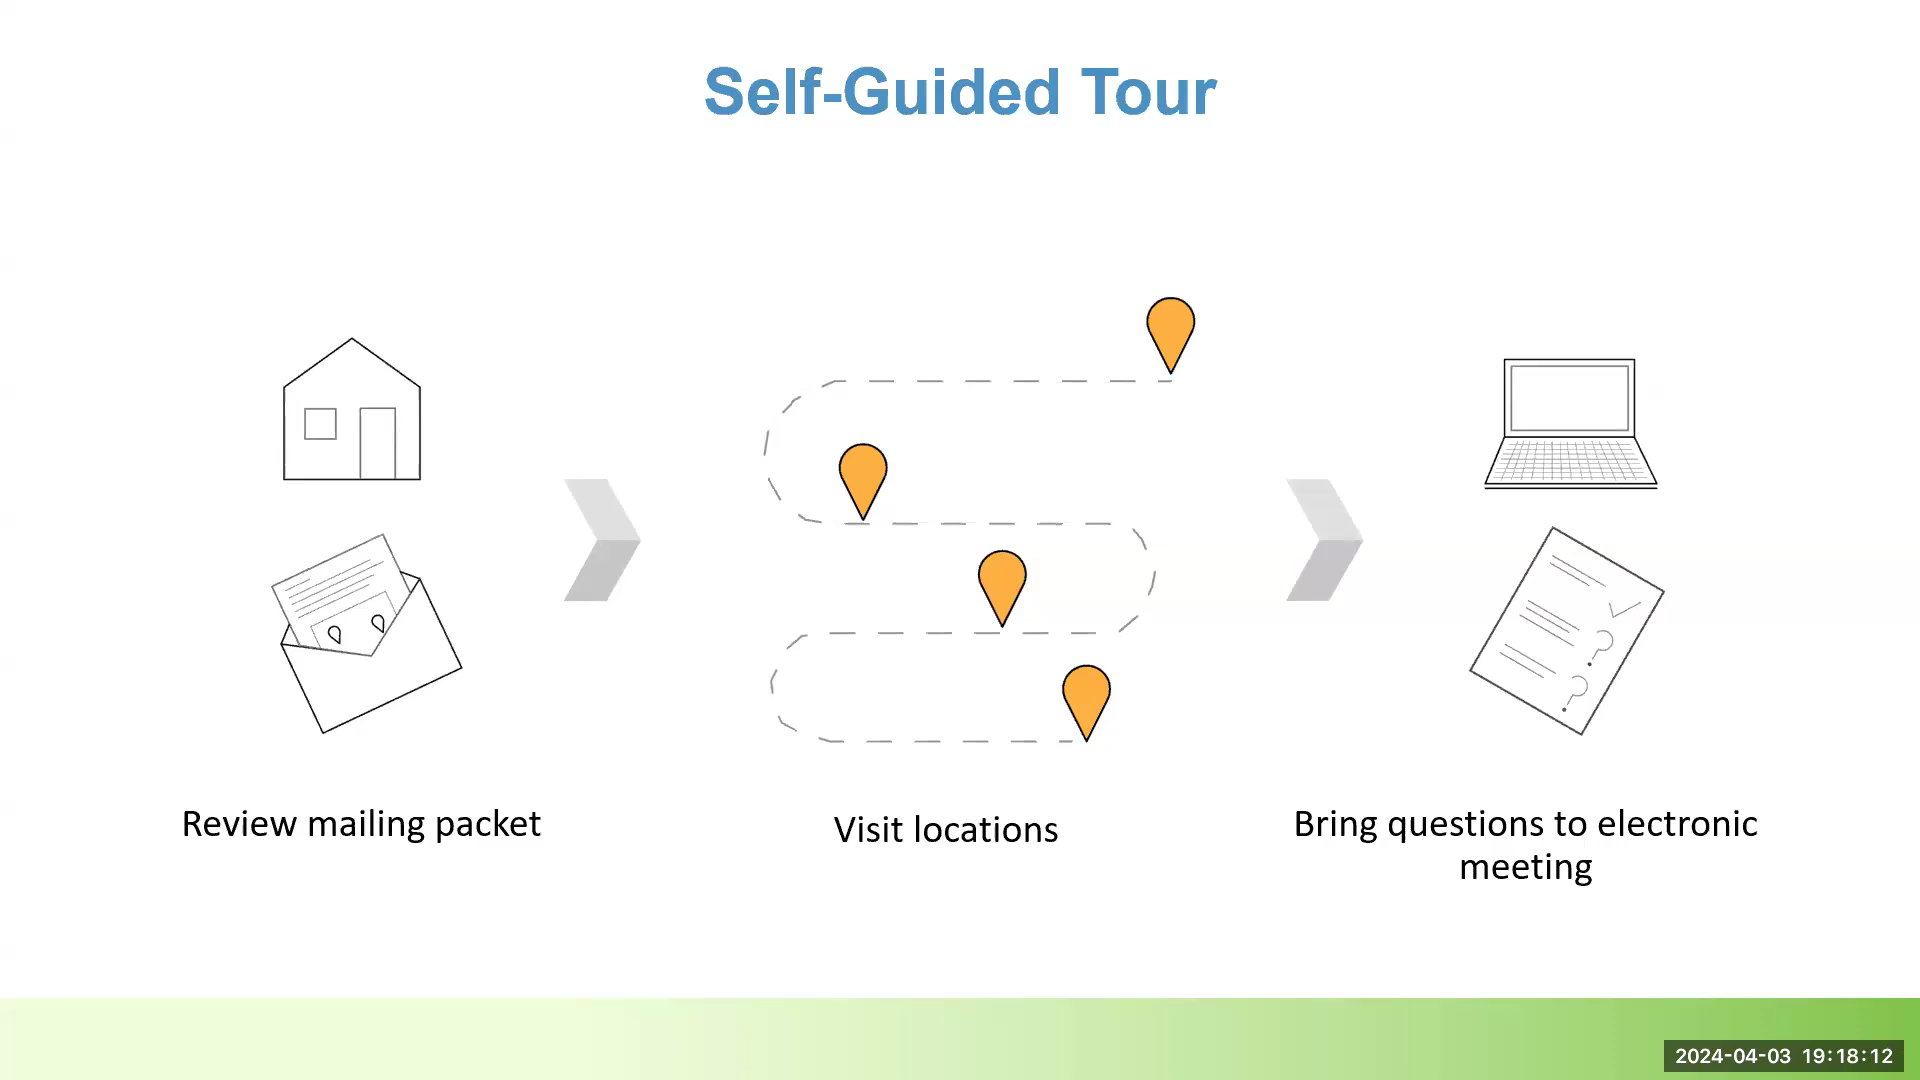 Self-Guided Tour
Review mailing packet
Visit locations
Bring questions to electronic
meeting
2024-04-03 19:18:12